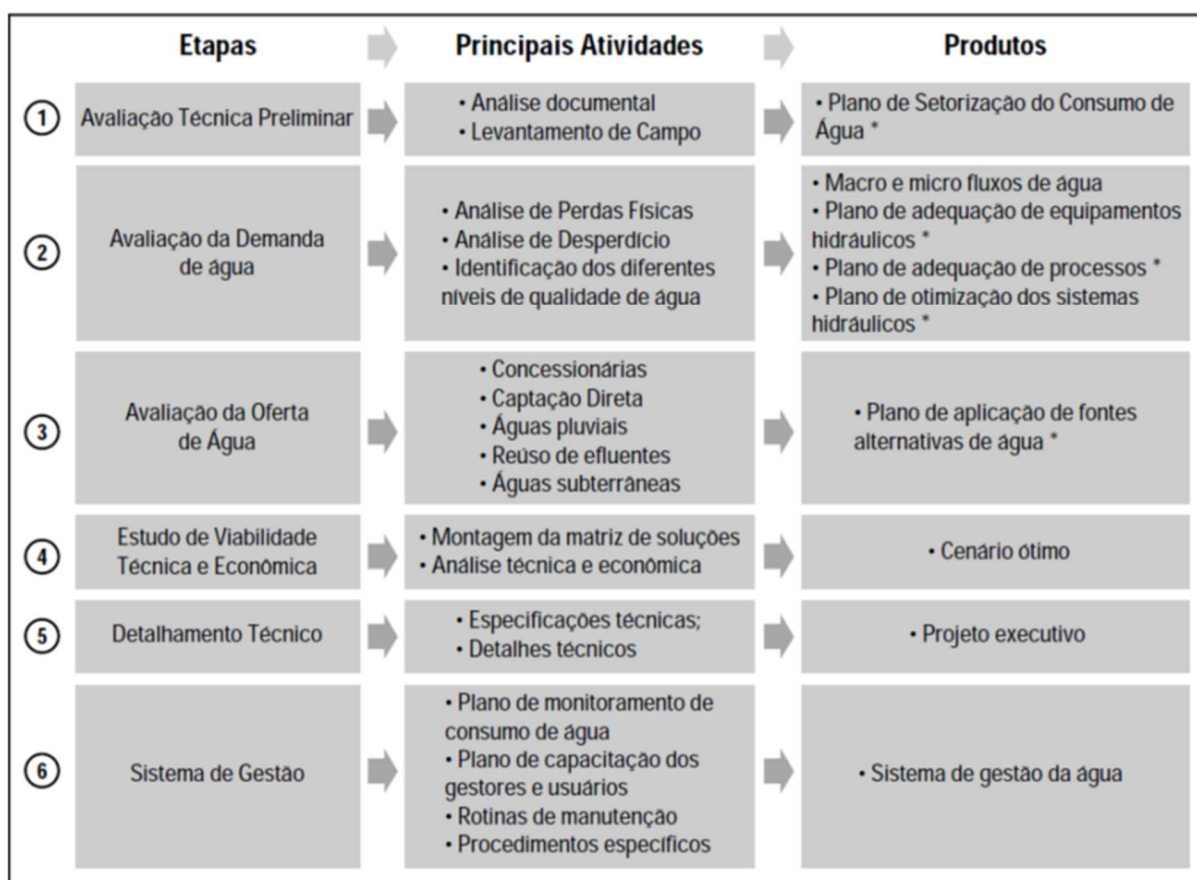 Etapas
Principais Atividades
Produtos
1
Avaliação Técnica Preliminar
• Análise documental
• Levantamento de Campo
• Plano de Setorização do Consumo de
Água *
2
Avaliação da Demanda
de água
• Análise de Perdas Físicas
• Análise de Desperdício
• Identificação dos diferentes
níveis de qualidade de água
• Macro e micro fluxos de água
• Plano de adequação de equipamentos
hidráulicos *
• Plano de adequação de processos *
• Plano de otimização dos sistemas
hidráulicos *
3
Avaliação da Oferta
de Água
• Concessionárias
• Captação Direta
• Águas pluviais
• Reúso de efluentes
• Águas subterrâneas
• Plano de aplicação de fontes
alternativas de água *
4
Estudo de Viabilidade
Técnica e Econômica
• Montagem da matriz de soluções
• Análise técnica e econômica
• Cenário ótimo
5
Detalhamento Técnico
• Especificações técnicas;
• Detalhes técnicos
• Projeto executivo
6
Sistema de Gestão
• Plano de monitoramento de
consumo de água
• Plano de capacitação dos
gestores e usuários
• Rotinas de manutenção
• Procedimentos específicos
• Sistema de gestão da água